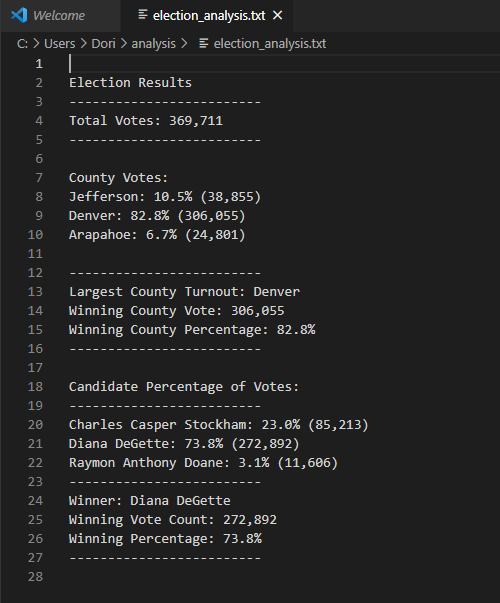 Welcome
election_analysis.txt
C: > Users > Dori > analysis > election_analysis.txt
1
2 Election Results
3 -------------------------
4 Total Votes: 369,711
5 -------------------------
6
7 County Votes:
8 Jefferson: 10.5% (38,855)
9 Denver: 82.8% (306,055)
10 Arapahoe: 6.7% (24,801)
11
12 -------------------------
13 Largest County Turnout: Denver
14 Winning County Vote: 306,055
15 Winning County Percentage: 82.8%
16 -------------------------
17
18 Candidate Percentage of Votes:
19 -------------------------
20 Charles Casper Stockham: 23.0% (85,213)
21 Diana DeGette: 73.8% (272,892)
22 Raymon Anthony Doane: 3.1% (11,606)
23 -------------------------
24 Winner: Diana DeGette
25 Winning Vote Count: 272,892
26 Winning Percentage: 73.8%
27 -------------------------
28